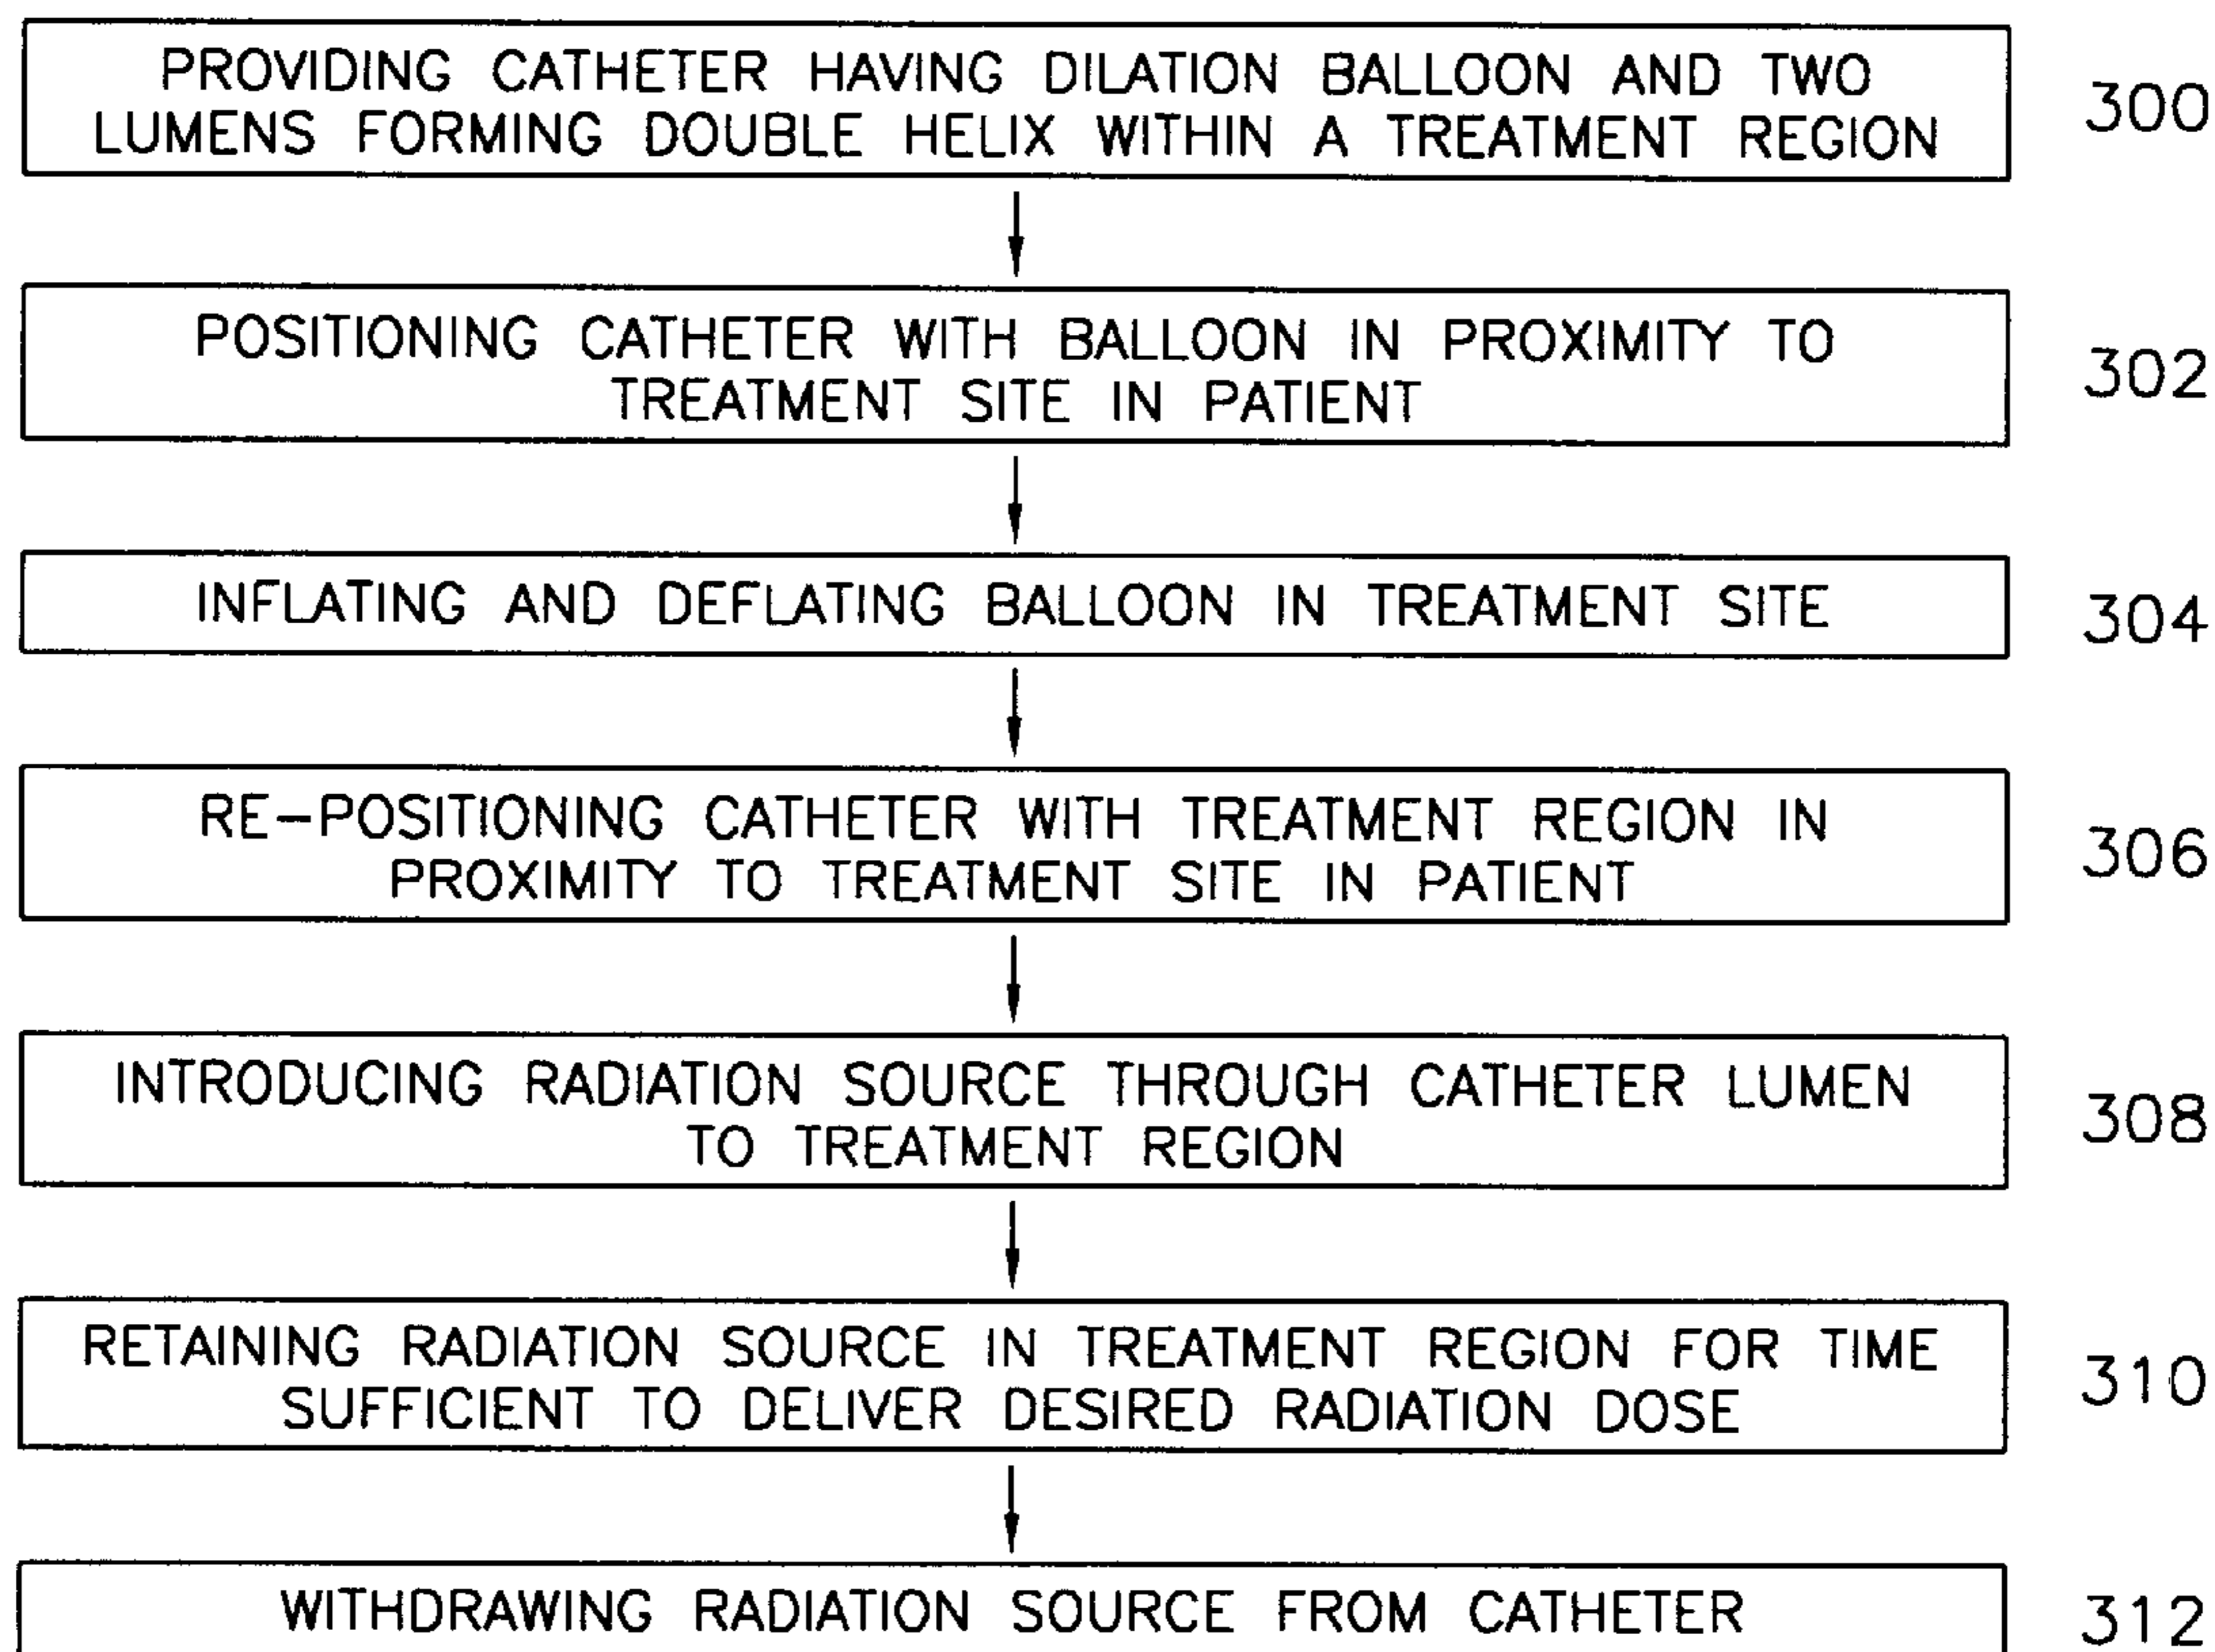 PROVIDING CATHETER HAVING DILATION BALLOON AND TWO
LUMENS FORMING DOUBLE HELIX WITHIN A TREATMENT REGION
300
POSITIONING CATHETER WITH BALLOON IN PROXIMITY TO
TREATMENT SITE IN PATIENT
302
INFLATING AND DEFLATING BALLOON IN TREATMENT SITE
304
RE-POSITIONING CATHETER WITH TREATMENT REGION IN
PROXIMITY TO TREATMENT SITE IN PATIENT
306
INTRODUCING RADIATION SOURCE THROUGH CATHETER LUMEN
TO TREATMENT REGION
308
RETAINING RADIATION SOURCE IN TREATMENT REGION FOR TIME
SUFFICIENT TO DELIVER DESIRED RADIATION DOSE
310
WITHDRAWING RADIATION SOURCE FROM CATHETER
312